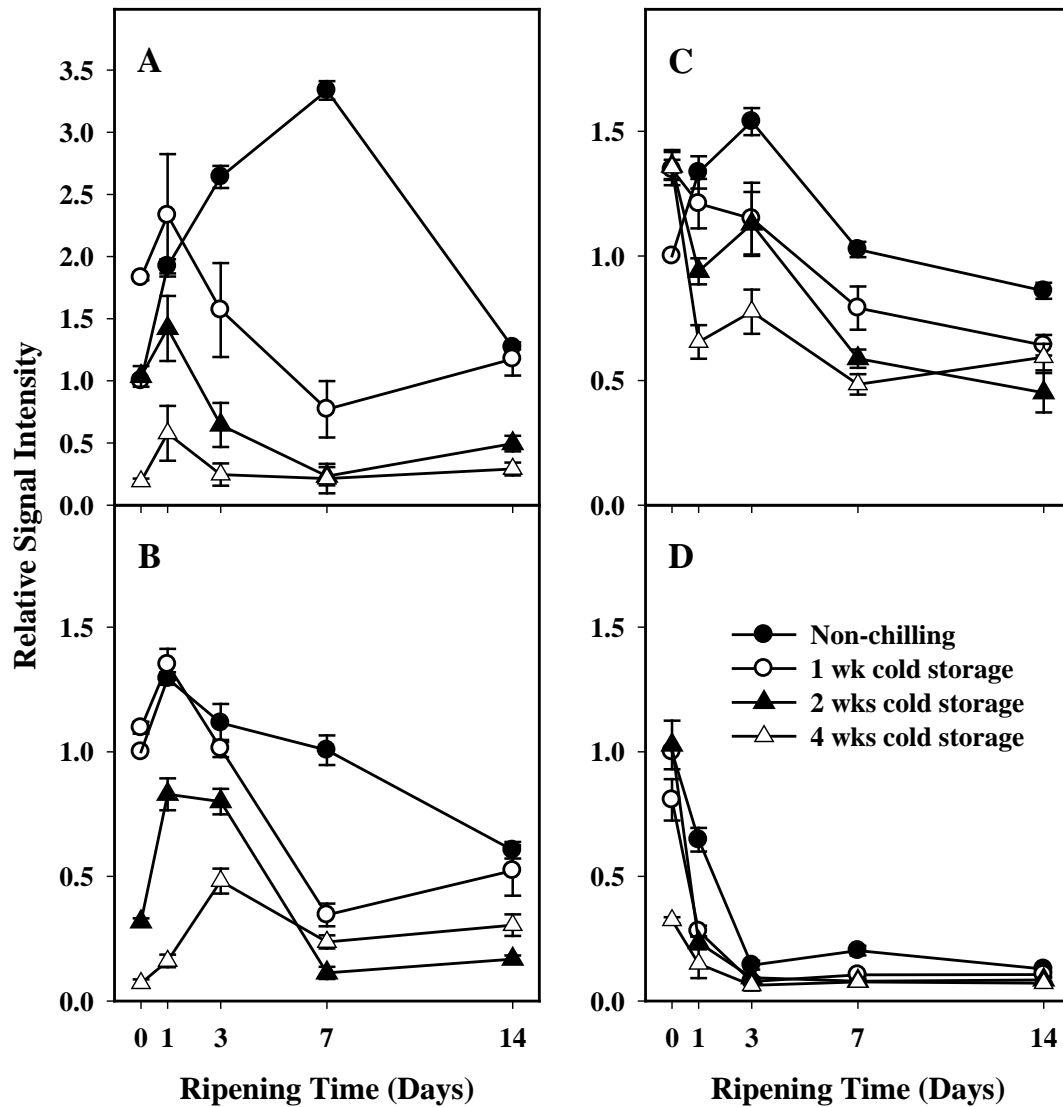 A
3.5
3.0
2.5
2.0
1.5
1.0
0.5
0.0
C
1.5
1.0
0.5
0.0
Relative Signal Intensity
B
1.5
1.0
0.5
0.0
0 1 3 7 14
Ripening Time (Days)
D
Non-chilling
1 wk cold storage
2 wks cold storage
4 wks cold storage
1.5
1.0
0.5
0.0
0 1 3 7 14
Ripening Time (Days)